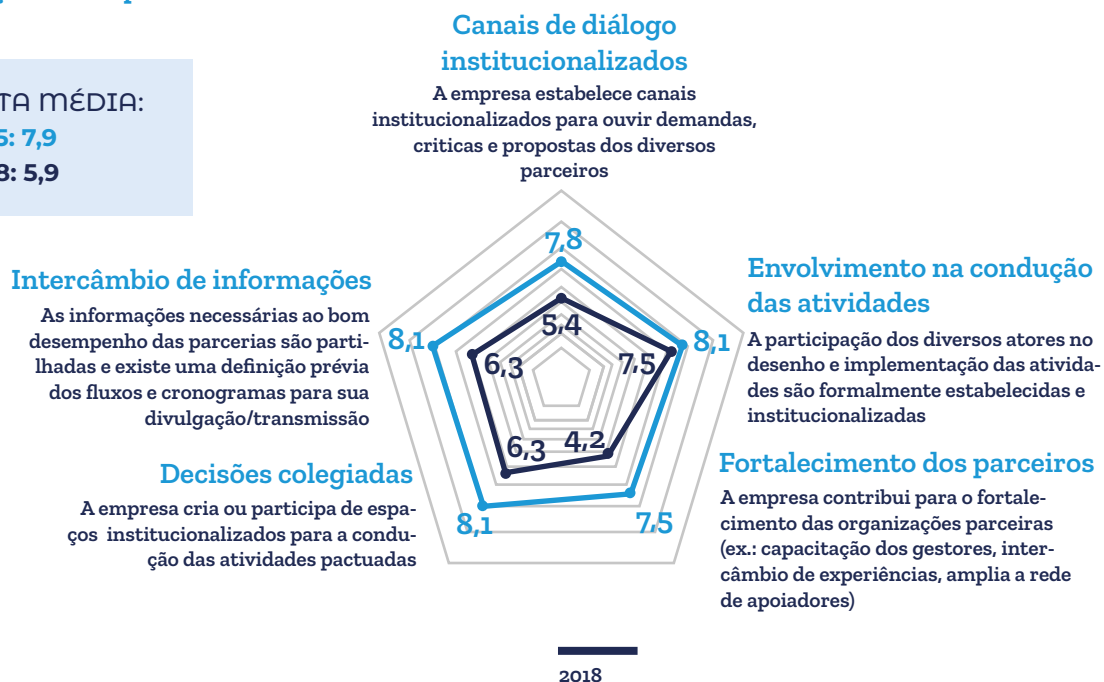 TA MÉDIA:
5: 7,9
8: 5,9
Canais de diálogo
institucionalizados
A empresa estabelece canais
institucionalizados para ouvir demandas,
criticas e propostas dos diversos
parceiros
7,8
5,4
8,1
7,5
7,5
4,2
8,1
6,3
8,1
6,3
Envolvimento na condução
das atividades
A participação dos diversos atores no
desenho e implementação das ativida-
des são formalmente estabelecidas e
institucionalizadas
Fortalecimento dos parceiros
A empresa contribui para o fortale-
cimento das organizações parceiras
(ex.: capacitação dos gestores, inter-
câmbio de experiências, amplia a rede
de apoiadores)
Intercâmbio de informações
As informações necessárias ao bom
desempenho das parcerias são parti-
lhadas e existe uma definição prévia
dos fluxos e cronogramas para sua
divulgação/transmissão
Decisões colegiadas
A empresa cria ou participa de espa-
ços institucionalizados para a condu-
ção das atividades pactuadas
2018